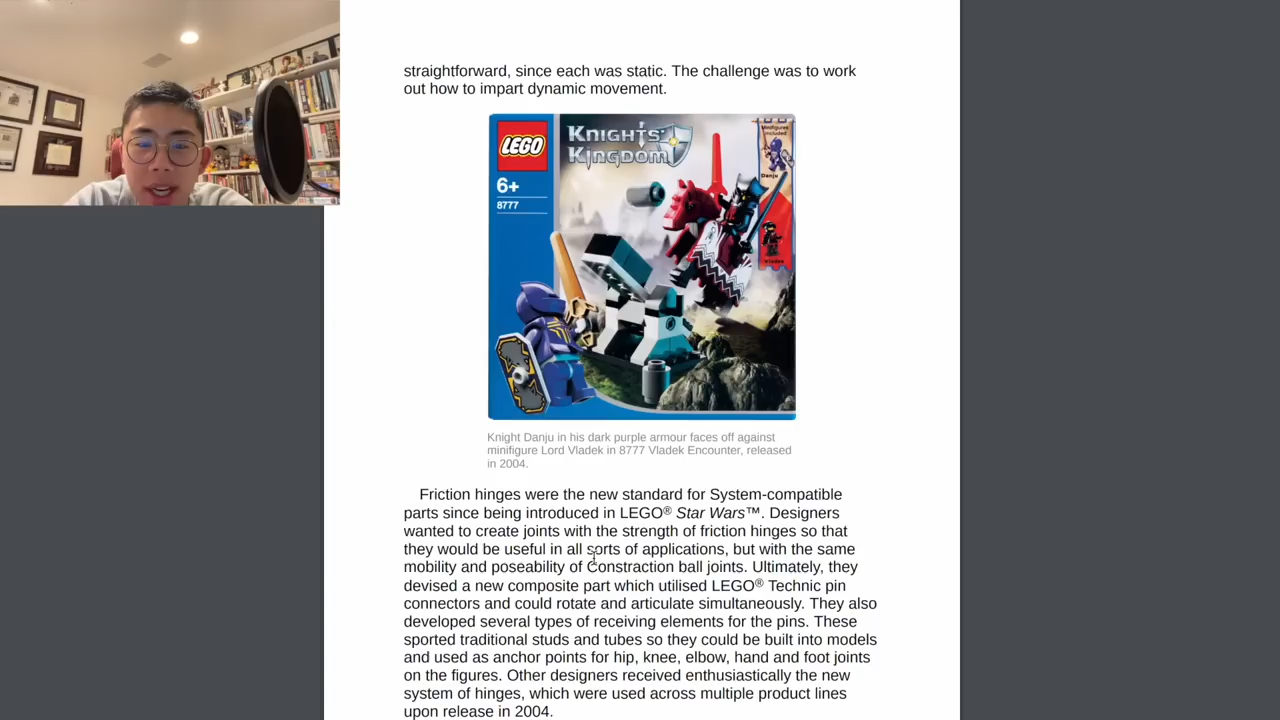 straightforward, since each was static. The challenge was to work
out how to impart dynamic movement.
LEGO
KNIGHTS'
KINGDOM
Minifigures
included
Danju
6+
8777
Vladek
Knight Danju in his dark purple armour faces off against
minifigure Lord Vladek in 8777 Vladek Encounter, released
in 2004.
Friction hinges were the new standard for System-compatible
parts since being introduced in LEGO® Star Wars™. Designers
wanted to create joints with the strength of friction hinges so that
they would be useful in all sorts of applications, but with the same
mobility and poseability of Constraction ball joints. Ultimately, they
devised a new composite part which utilised LEGO® Technic pin
connectors and could rotate and articulate simultaneously. They also
developed several types of receiving elements for the pins. These
sported traditional studs and tubes so they could be built into models
and used as anchor points for hip, knee, elbow, hand and foot joints
on the figures. Other designers received enthusiastically the new
system of hinges, which were used across multiple product lines
upon release in 2004.